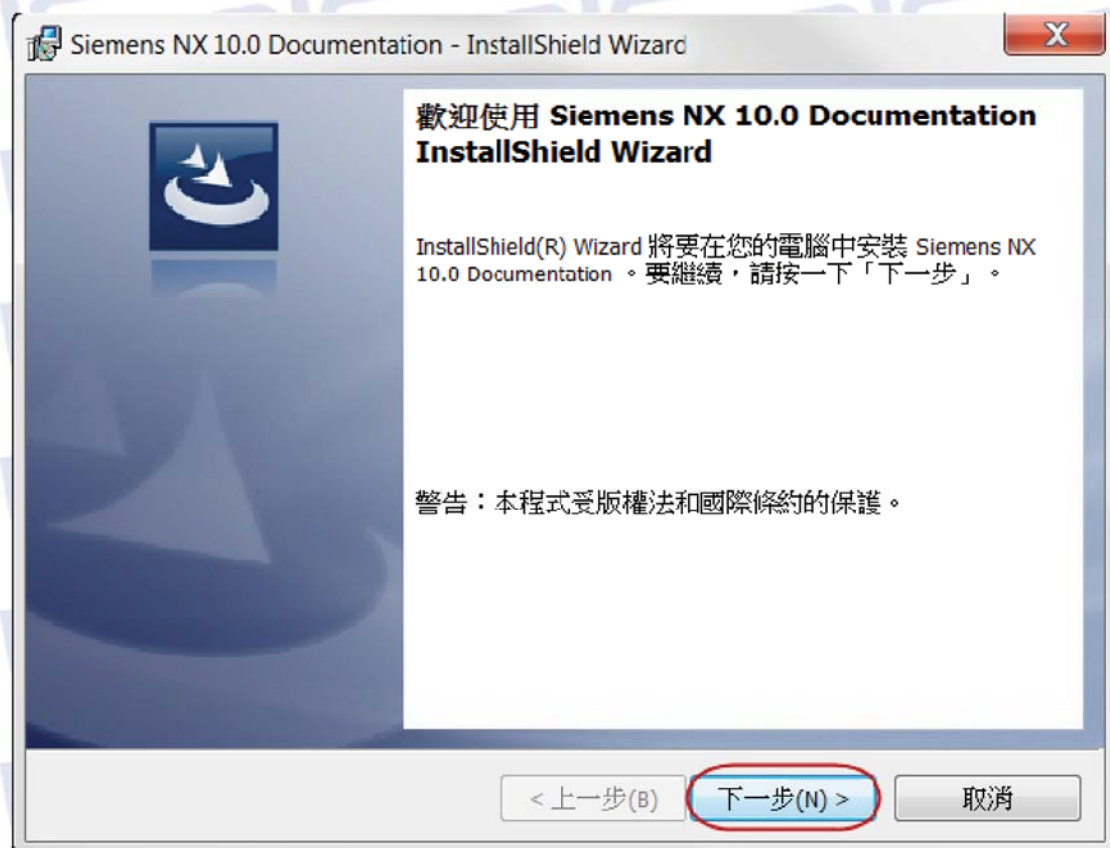 Siemens NX 10.0 Documentation - InstallShield Wizard
歡迎使用 Siemens NX 10.0 Documentation
InstallShield Wizard
InstallShield(R) Wizard 將要在您的電腦中安裝 Siemens NX
10.0 Documentation 。要繼續，請按一下「下一步」。
警告：本程式受版權法和國際條約的保護。
< 上一步(B)
下一步(N) >
取消